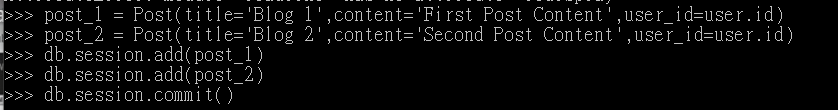 >>> post_1 = Post(title='Blog 1',content='First Post Content',user_id=user.id)
>>> post_2 = Post(title='Blog 2',content='Second Post Content',user_id=user.id)
>>> db.session.add(post_1)
>>> db.session.add(post_2)
>>> db.session.commit()